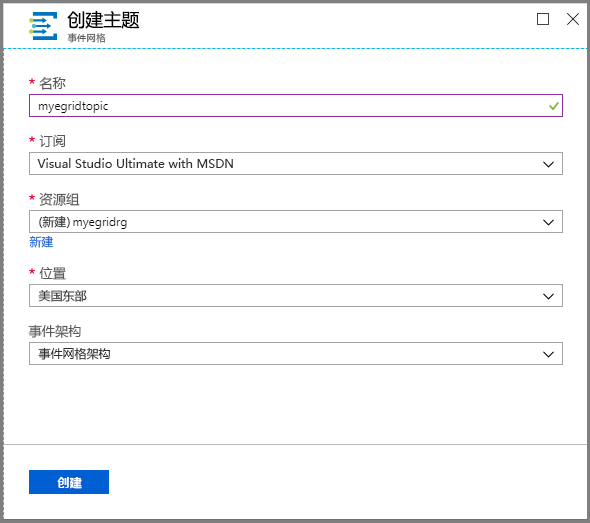 创建主题
事件网格
* 名称
myegridtopic
* 订阅
Visual Studio Ultimate with MSDN
* 资源组
(新建) myegridrg
新建
* 位置
美国东部
事件架构
事件网格架构
创建